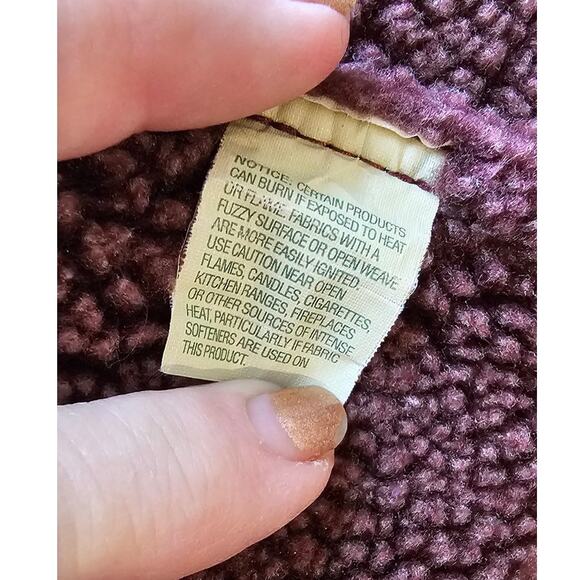 NOTICE: CERTAIN PRODUCTS
CAN BURN IF EXPOSED TO HEAT
OR FLAME. FABRICS WITH A
FUZZY SURFACE OR OPEN WEAVE
ARE MORE EASILY IGNITED.
USE CAUTION NEAR OPEN
FLAMES, CANDLES, CIGARETTES,
KITCHEN RANGES, FIREPLACES
OR OTHER SOURCES OF INTENSE
HEAT, PARTICULARLY IF FABRIC
SOFTENERS ARE USED ON
THIS PRODUCT.